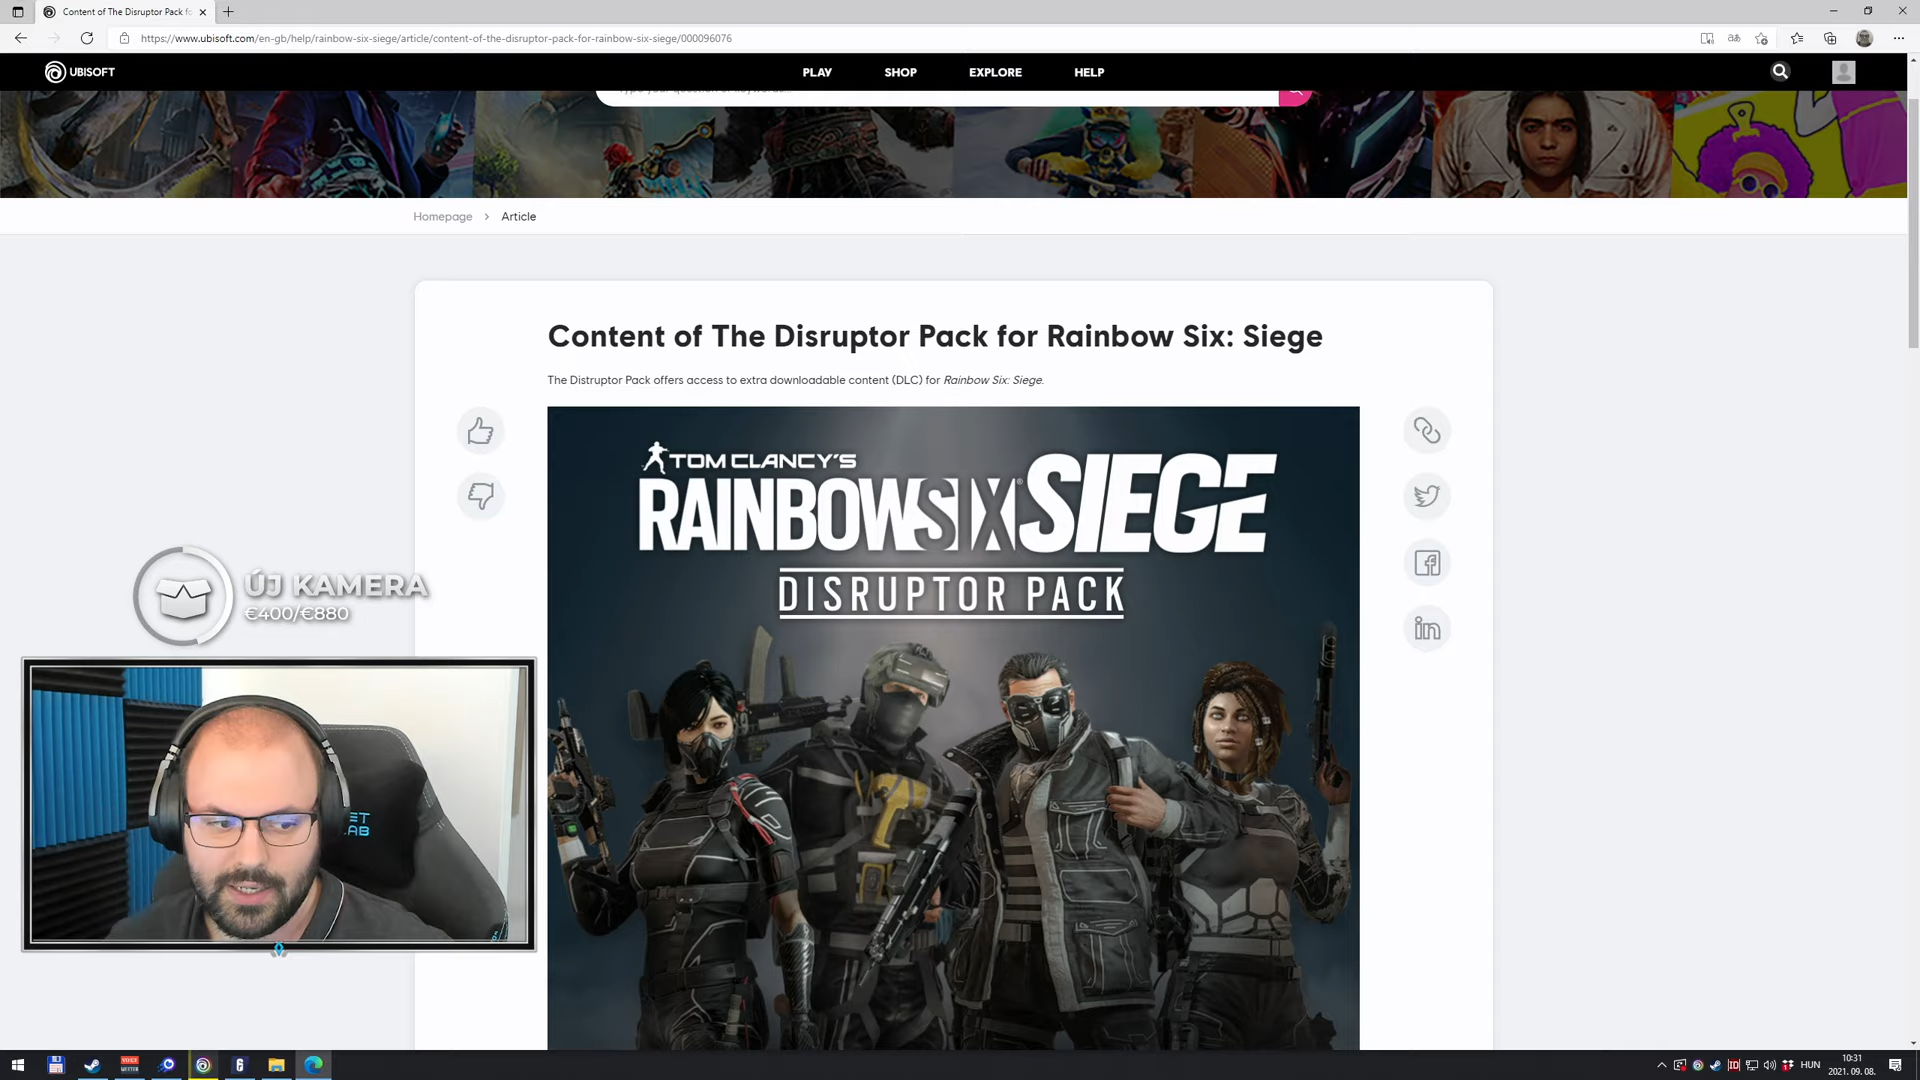 Content of The Disruptor Pack fo
https://www.ubisoft.com/en-gb/help/rainbow-six-siege/article/content-of-the-disruptor-pack-for-rainbow-six-siege/000096076
UBISOFT
PLAY
SHOP
EXPLORE
HELP
Homepage > Article
Content of The Disruptor Pack for Rainbow Six: Siege
The Distruptor Pack offers access to extra downloadable content (DLC) for Rainbow Six: Siege.
TOM CLANCY'S
RAINBOWSIX SIEGE
DISRUPTOR PACK
ÚJ KAMERA
€400/€880
HUN
10:31
2021. 09. 08.